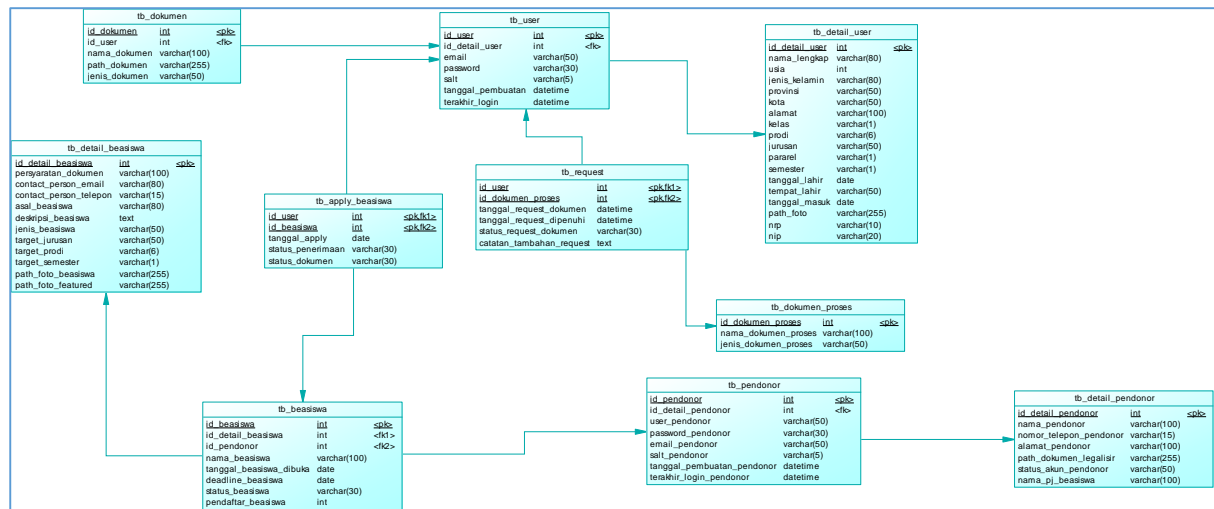 tb_dokumen
id_dokumen int <pk>
id_user int <fk>
nama_dokumen varchar(100)
path_dokumen varchar(255)
jenis_dokumen varchar(50)
tb_user
id_user int <pk>
id_detail_user int <fk>
email varchar(50)
password varchar(30)
salt varchar(5)
tanggal_pembuatan datetime
terakhir_login datetime
tb_detail_user
id_detail_user int <pk>
nama_lengkap varchar(80)
usia int
jenis_kelamin varchar(80)
provinsi varchar(50)
kota varchar(50)
alamat varchar(100)
kelas varchar(1)
prodi varchar(6)
jurusan varchar(50)
pararel varchar(1)
semester varchar(1)
tanggal_lahir date
tempat_lahir varchar(50)
tanggal_masuk date
path_foto varchar(255)
nrp varchar(10)
nip varchar(20)
tb_detail_beasiswa
id_detail_beasiswa int <pk>
persyaratan_dokumen varchar(100)
contact_person_email varchar(80)
contact_person_telepon varchar(15)
asal_beasiswa varchar(80)
deskripsi_beasiswa text
jenis_beasiswa varchar(50)
target_jurusan varchar(50)
target_prodi varchar(6)
target_semester varchar(1)
path_foto_beasiswa varchar(255)
path_foto_featured varchar(255)
tb_apply_beasiswa
id_user int <pk,fk1>
id_beasiswa int <pk,fk2>
tanggal_apply date
status_penerimaan varchar(30)
status_dokumen varchar(30)
tb_request
id_user int <pk,fk1>
id_dokumen_proses int <pk,fk2>
tanggal_request_dokumen datetime
tanggal_request_dipenuhi datetime
status_request_dokumen varchar(30)
catatan_tambahan_request text
tb_dokumen_proses
id_dokumen_proses int <pk>
nama_dokumen_proses varchar(100)
jenis_dokumen_proses varchar(50)
tb_beasiswa
id_beasiswa int <pk>
id_detail_beasiswa int <fk1>
id_pendonor int <fk2>
nama_beasiswa varchar(100)
tanggal_beasiswa_dibuka date
deadline_beasiswa date
status_beasiswa varchar(30)
pendaftar_beasiswa int
tb_pendonor
id_pendonor int <pk>
id_detail_pendonor int <fk>
user_pendonor varchar(50)
password_pendonor varchar(30)
email_pendonor varchar(50)
salt_pendonor varchar(5)
tanggal_pembuatan_pendonor datetime
terakhir_login_pendonor datetime
tb_detail_pendonor
id_detail_pendonor int <pk>
nama_pendonor varchar(100)
nomor_telepon_pendonor varchar(15)
alamat_pendonor varchar(100)
path_dokumen_legalisir varchar(255)
status_akun_pendonor varchar(50)
nama_pj_beasiswa varchar(100)